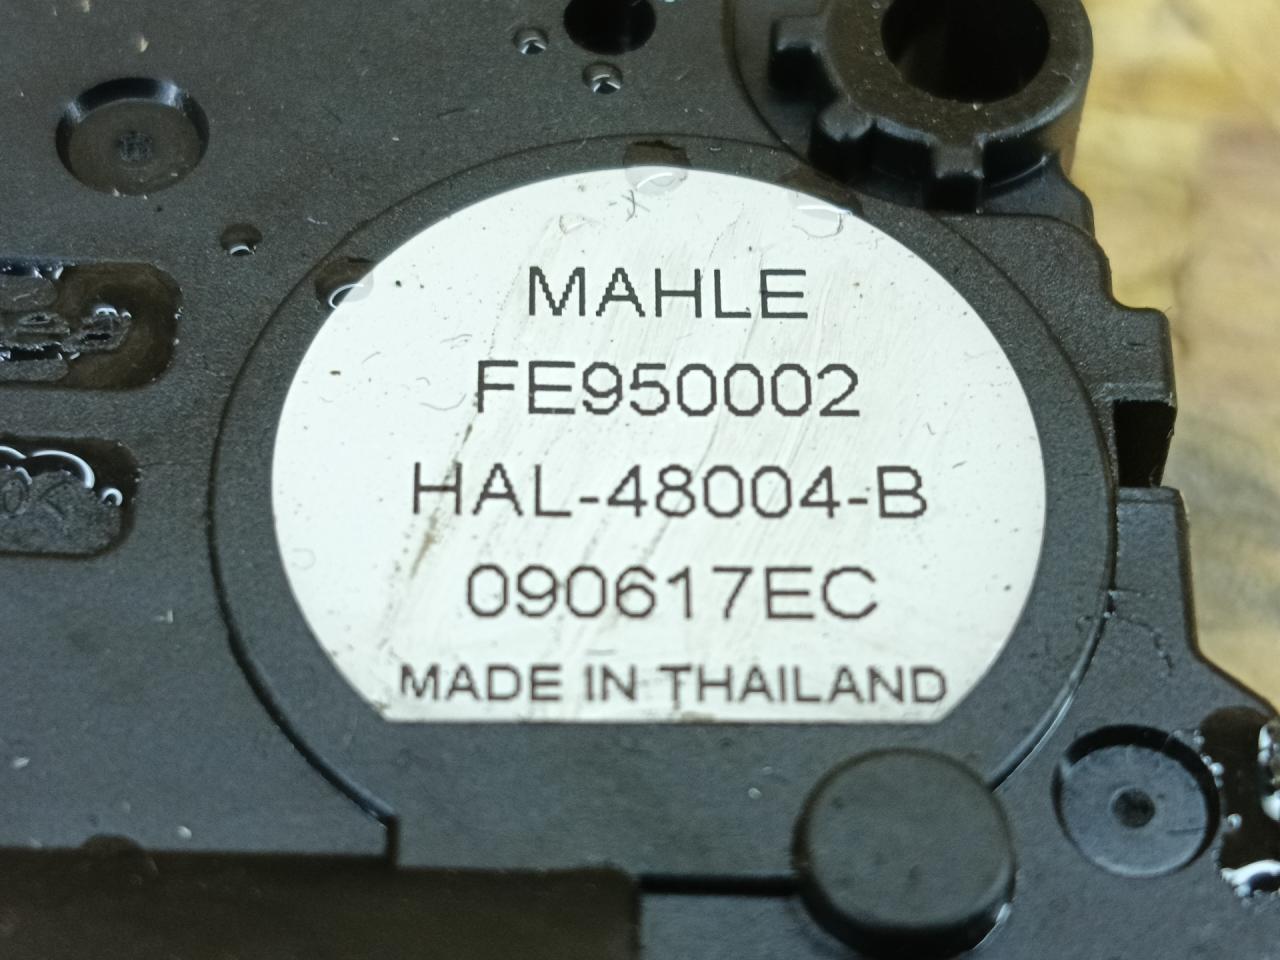 MAHLE
FE950002
HAL-48004-B
090617EC
MADE IN THAILAND